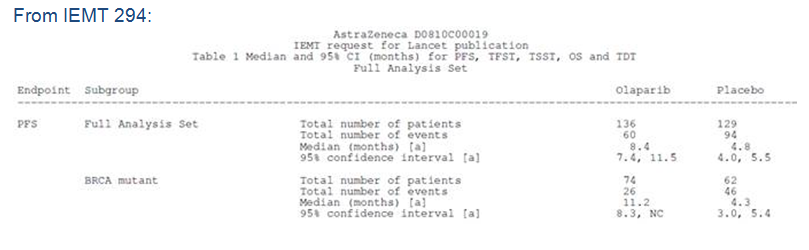 From IEMT 294:
AstraZeneca D0810C00019
IEMT request for Lancet publication
Table 1 Median and 95% CI (months) for PFS, TFST, TSST, OS and TDT
Full Analysis Set
Endpoint Subgroup Olaparib Placebo
PFS Full Analysis Set Total number of patients 136 129
Total number of events 60 94
Median (months) [a] 8.4 4.8
95% confidence interval [a] 7.4, 11.5 4.0, 5.5
BRCA mutant Total number of patients 74 62
Total number of events 26 46
Median (months) [a] 11.2 4.3
95% confidence interval [a] 8.3, NC 3.0, 5.4